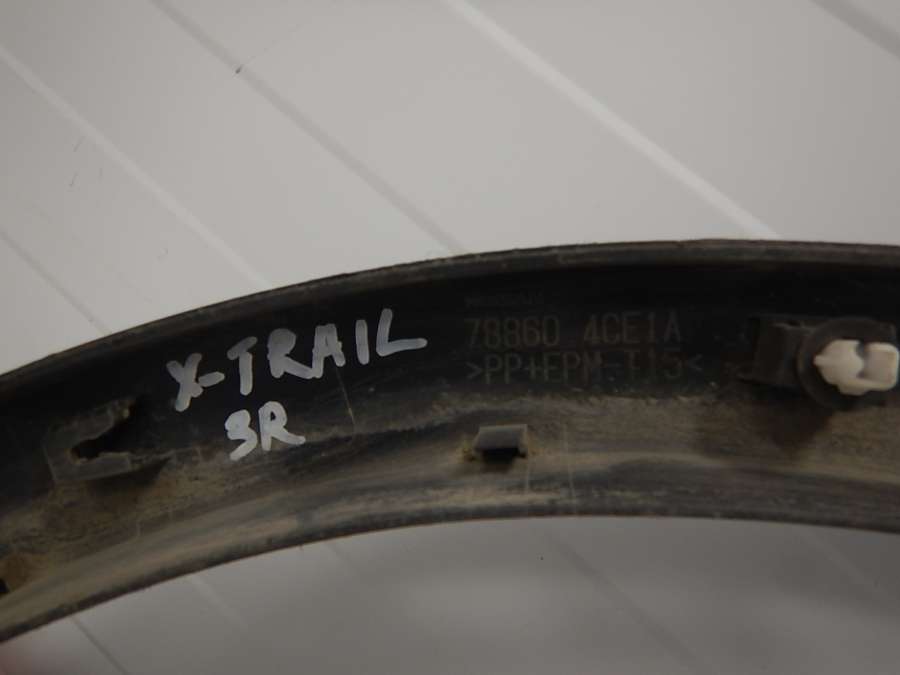 X-TRAIL
3R
78860 4CE1A
>PP+EPM-T15<